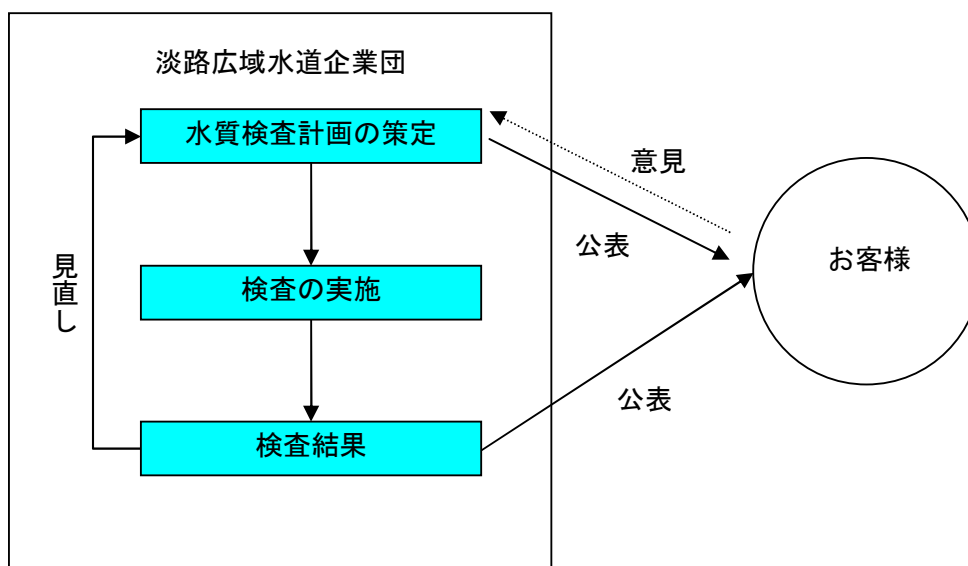 淡路広域水道企業団
水質検査計画の策定
意見
公表
お客様
見直し
検査の実施
公表
検査結果